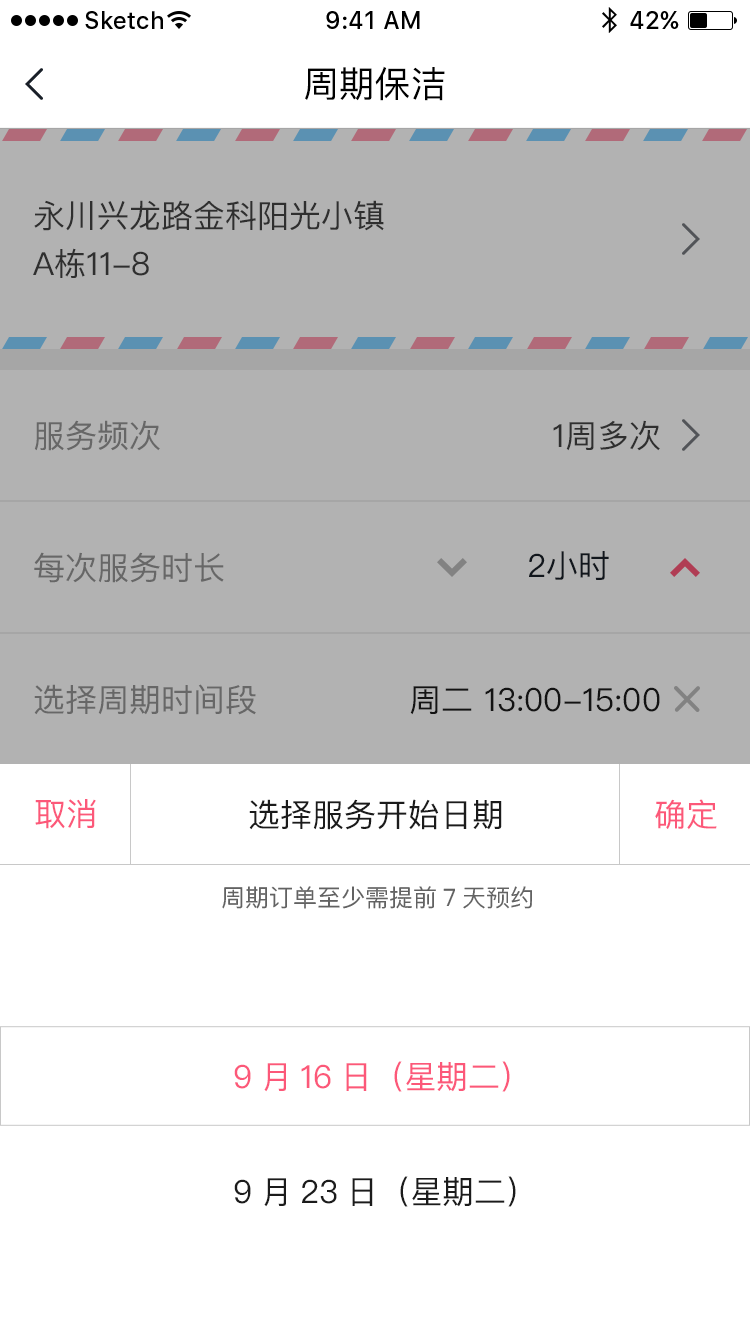 Sketch 9:41 AM 42%
周期保洁
永川兴龙路金科阳光小镇
A栋11-8
服务频次 1周多次
每次服务时长 2小时
选择周期时间段 周二 13:00-15:00
取消 选择服务开始日期 确定
周期订单至少需提前 7 天预约
9 月 16 日（星期二）
9 月 23 日（星期二）